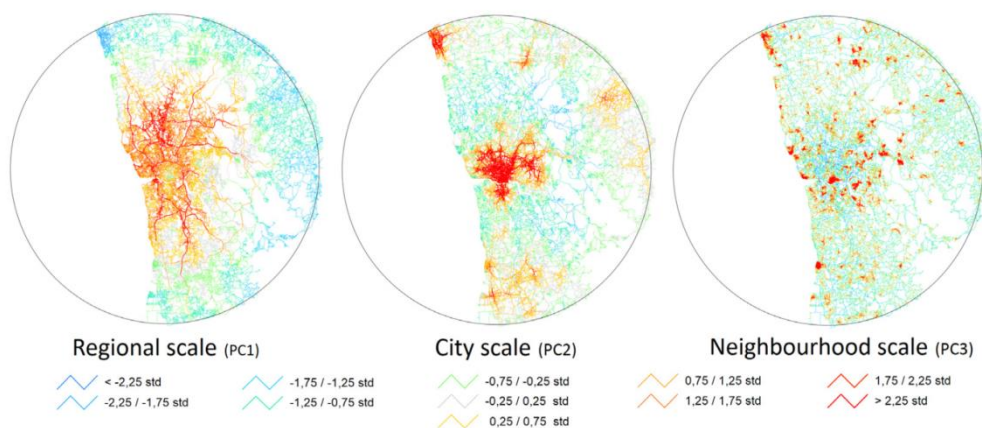 Regional scale (PC1)
City scale (PC2)
Neighbourhood scale (PC3)
< -2,25 std
-2,25 / -1,75 std
-1,75 / -1,25 std
-1,25 / -0,75 std
-0,75 / -0,25 std
-0,25 / 0,25 std
0,25 / 0,75 std
0,75 / 1,25 std
1,25 / 1,75 std
1,75 / 2,25 std
> 2,25 std